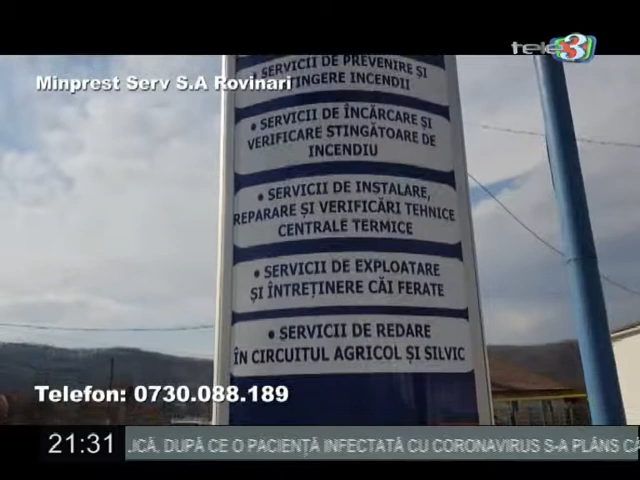 tele3
• SERVICII DE PREVENIRE ȘI
STINGERE INCENDII
Minprest Serv S.A Rovinari
• SERVICII DE ÎNCĂRCARE ȘI
VERIFICARE STINGĂTOARE DE
INCENDIU
• SERVICII DE INSTALARE,
REPARARE ȘI VERIFICĂRI TEHNICE
CENTRALE TERMICE
• SERVICII DE EXPLOATARE
ȘI ÎNTREȚINERE CĂI FERATE
• SERVICII DE REDARE
ÎN CIRCUITUL AGRICOL ȘI SILVIC
Telefon: 0730.088.189
21:31
.ICĂ, DUPĂ CE O PACIENTĂ INFECTATĂ CU CORONAVIRUS S-A PLÂNS CĂ